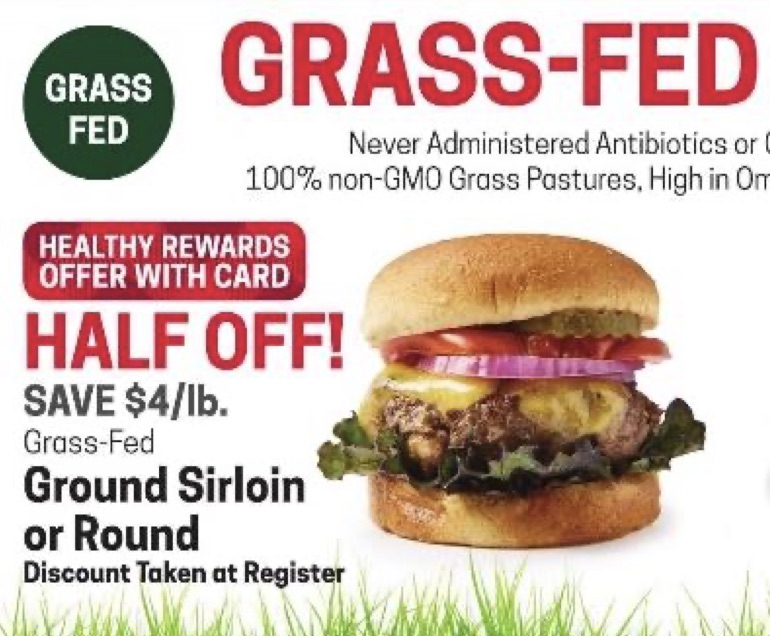 GRASS
FED
GRASS-FED
Never Administered Antibiotics or
100% non-GMO Grass Pastures, High in
HEALTHY REWARDS
OFFER WITH CARD
HALF OFF!
SAVE $4/lb.
Grass-Fed
Ground Sirloin
or Round
Discount Taken at Register